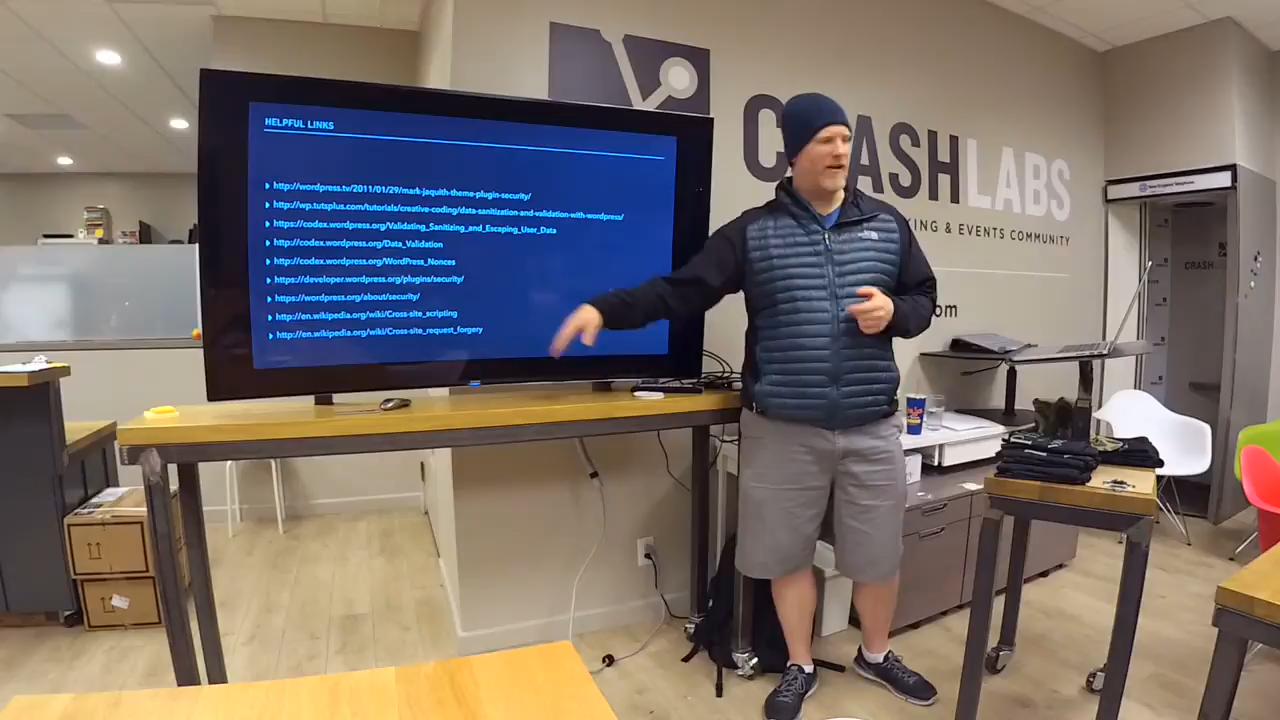 HELPFUL LINKS
http://wordpress.tv/2011/01/29/mark-jaquith-theme-plugin-security/
http://wp.tutsplus.com/tutorials/creative-coding/data-sanitization-and-validation-with-wordpress/
https://codex.wordpress.org/Validating_Sanitizing_and_Escaping_User_Data
http://codex.wordpress.org/Data_Validation
http://codex.wordpress.org/WordPress_Nonces
https://developer.wordpress.org/plugins/security/
https://wordpress.org/about/security/
http://en.wikipedia.org/wiki/Cross-site_scripting
http://en.wikipedia.org/wiki/Cross-site_request_forgery
CRASHLABS
KING & EVENTS COMMUNITY
om
CRASH